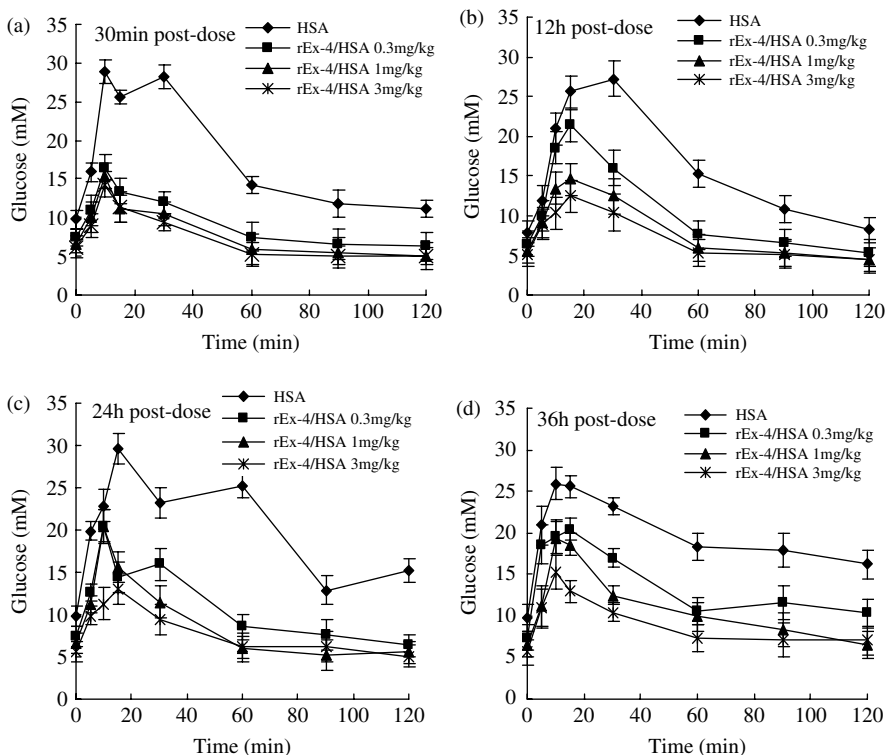 (a)
30min post-dose
HSA
rEx-4/HSA 0.3mg/kg
rEx-4/HSA 1mg/kg
rEx-4/HSA 3mg/kg
Glucose (mM)
35
30
25
20
15
10
5
0
0 20 40 60 80 100 120
Time (min)
(b)
12h post-dose
HSA
rEx-4/HSA 0.3mg/kg
rEx-4/HSA 1mg/kg
rEx-4/HSA 3mg/kg
Glucose (mM)
35
30
25
20
15
10
5
0
0 20 40 60 80 100 120
Time (min)
(c)
24h post-dose
HSA
rEx-4/HSA 0.3mg/kg
rEx-4/HSA 1mg/kg
rEx-4/HSA 3mg/kg
Glucose (mM)
35
30
25
20
15
10
5
0
0 20 40 60 80 100 120
Time (min)
(d)
36h post-dose
HSA
rEx-4/HSA 0.3mg/kg
rEx-4/HSA 1mg/kg
rEx-4/HSA 3mg/kg
Glucose (mM)
35
30
25
20
15
10
5
0
0 20 40 60 80 100 120
Time (min)